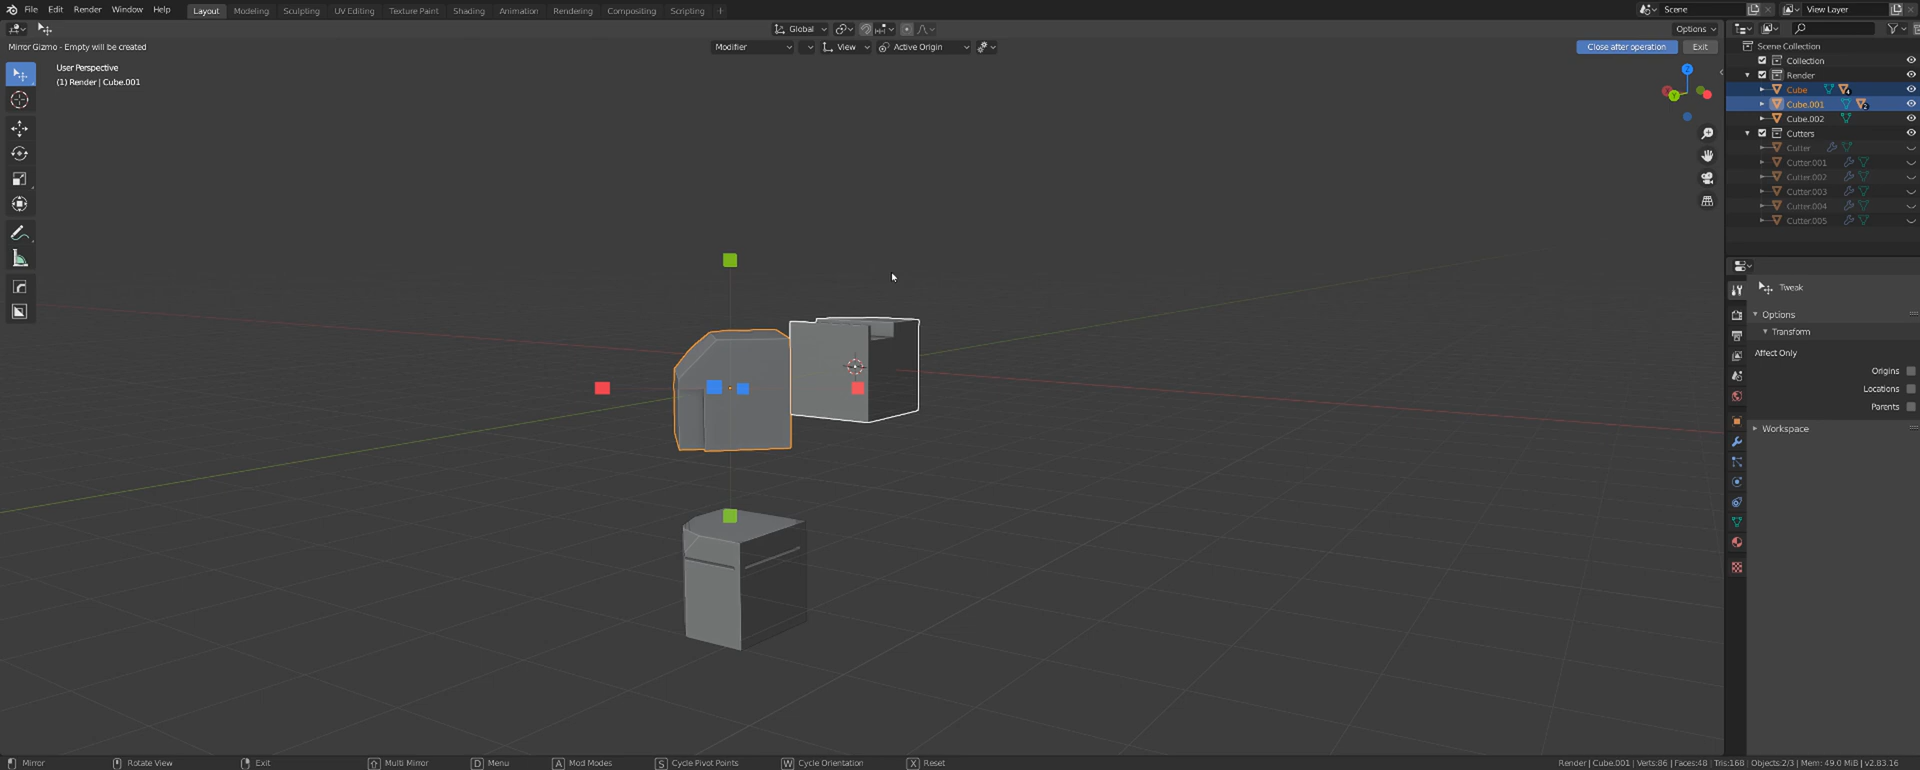 File Edit Render Window Help Layout Modeling Sculpting UV Editing Texture Paint Shading Animation Rendering Compositing Scripting + Scene View Layer
Global Options
Mirror Gizmo - Empty will be created Modifier View Active Origin Close after operation Exit
User Perspective
(1) Render | Cube.001
Scene Collection
Collection
Render
Cube
Cube.001
Cube.002
Cutters
Cutter
Cutter.001
Cutter.002
Cutter.003
Cutter.004
Cutter.005
Z
Y
Tweak
Options
Transform
Affect Only
Origins
Locations
Parents
Workspace
Mirror Rotate View Exit Multi Mirror D Menu A Mod Modes S Cycle Pivot Points W Cycle Orientation X Reset Render | Cube.001 | Verts:86 | Faces:48 | Tris:168 | Objects:2/3 | Mem: 49.0 MiB | v2.83.16